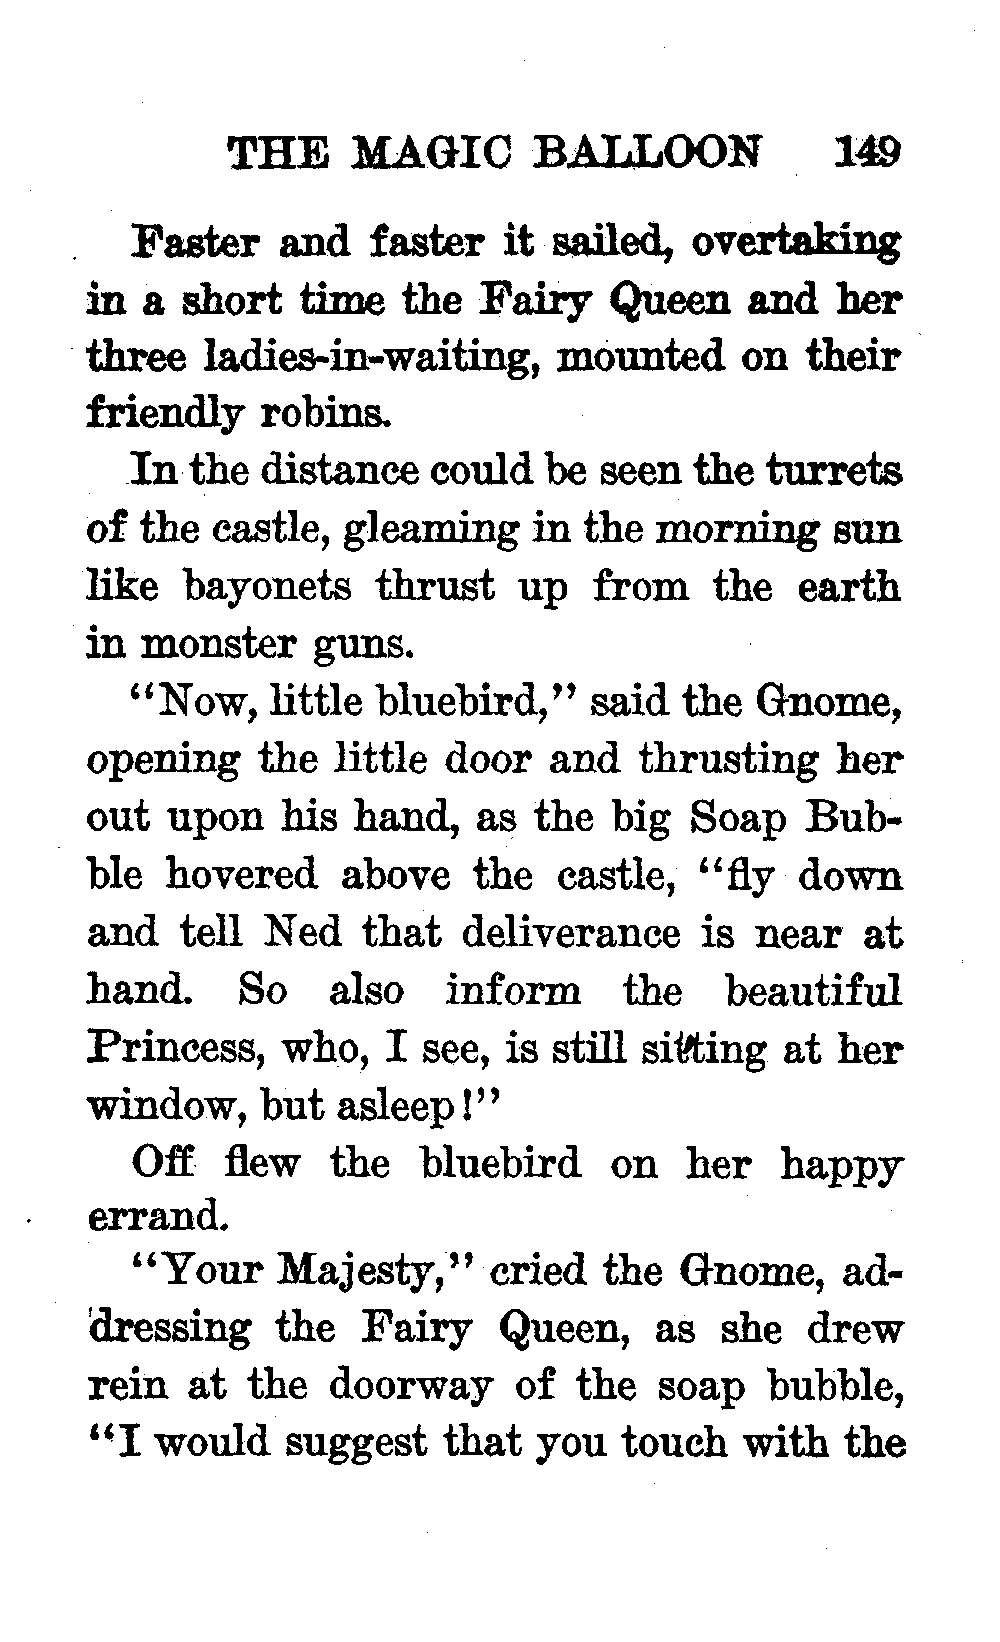 THE MAGIC BALLOON 149
Faster and faster it sailed, overtaking
in a short time the Fairy Queen and her
three ladies-in-waiting, mounted on their
friendly robins.
In the distance could be seen the turrets
of the castle, gleaming in the morning sun
like bayonets thrust up from the earth
in monster guns.
“Now, little bluebird,” said the Gnome,
opening the little door and thrusting her
out upon his hand, as the big Soap Bub-
ble hovered above the castle, “fly down
and tell Ned that deliverance is near at
hand. So also inform the beautiful
Princess, who, I see, is still sitting at her
window, but asleep!”
Off flew the bluebird on her happy
errand.
“Your Majesty,” cried the Gnome, ad-
dressing the Fairy Queen, as she drew
rein at the doorway of the soap bubble,
“I would suggest that you touch with the